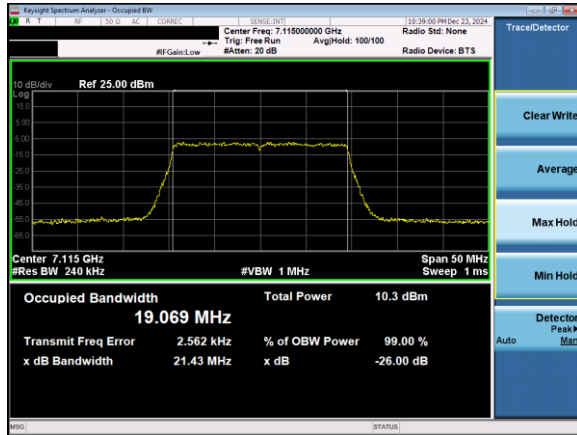 Keysight Spectrum Analyzer - Occupied BW
R T RF 50 Ω AC CORREC SENSE:INT 10:39:00 PM Dec 23, 2024
Center Freq: 7.115000000 GHz Radio Std: None
Trig: Free Run Avg|Hold: 100/100
#IFGain:Low #Atten: 20 dB Radio Device: BTS
Trace/Detector
10 dB/div Ref 25.00 dBm
Log
15.0
5.00
-5.00
-15.0
-25.0
-35.0
-45.0
-55.0
-65.0
Center 7.115 GHz Span 50 MHz
#Res BW 240 kHz #VBW 1 MHz Sweep 1 ms
Occupied Bandwidth Total Power 10.3 dBm
19.069 MHz
Transmit Freq Error 2.562 kHz % of OBW Power 99.00 %
x dB Bandwidth 21.43 MHz x dB -26.00 dB
Clear Write
Average
Max Hold
Min Hold
Detector
Peak
Auto Man
MSG STATUS